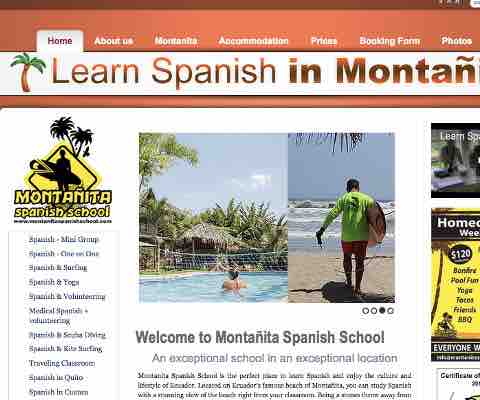 Home About us Montanita Accommodation Prices Booking Form Photos
Learn Spanish in Montañi
MONTAÑITA
spanish school
www.montanitaspanishschool.com
Spanish - Mini Group
Spanish - One on One
Spanish & Surfing
Spanish & Yoga
Spanish & Volunteering
Medical Spanish +
volunteering
Spanish & Scuba Diving
Spanish & Kite Surfing
Traveling Classroom
Spanish in Quito
Spanish in Cuenca
Welcome to Montañita Spanish School
An exceptional school in an exceptional location
Montanita Spanish School is the perfect place to learn Spanish and enjoy the culture and
lifestyle of Ecuador. Located on Ecuador's famous beach of Montañita, you can study Spanish
with a stunning view of the beach right from your classroom. Being a stones throw away from
Learn Spa
Homec
Wee
$120
Bonfire
Pool Fun
Yoga
Tacos
Friends
BBQ
EVERYONE W
Certificate of